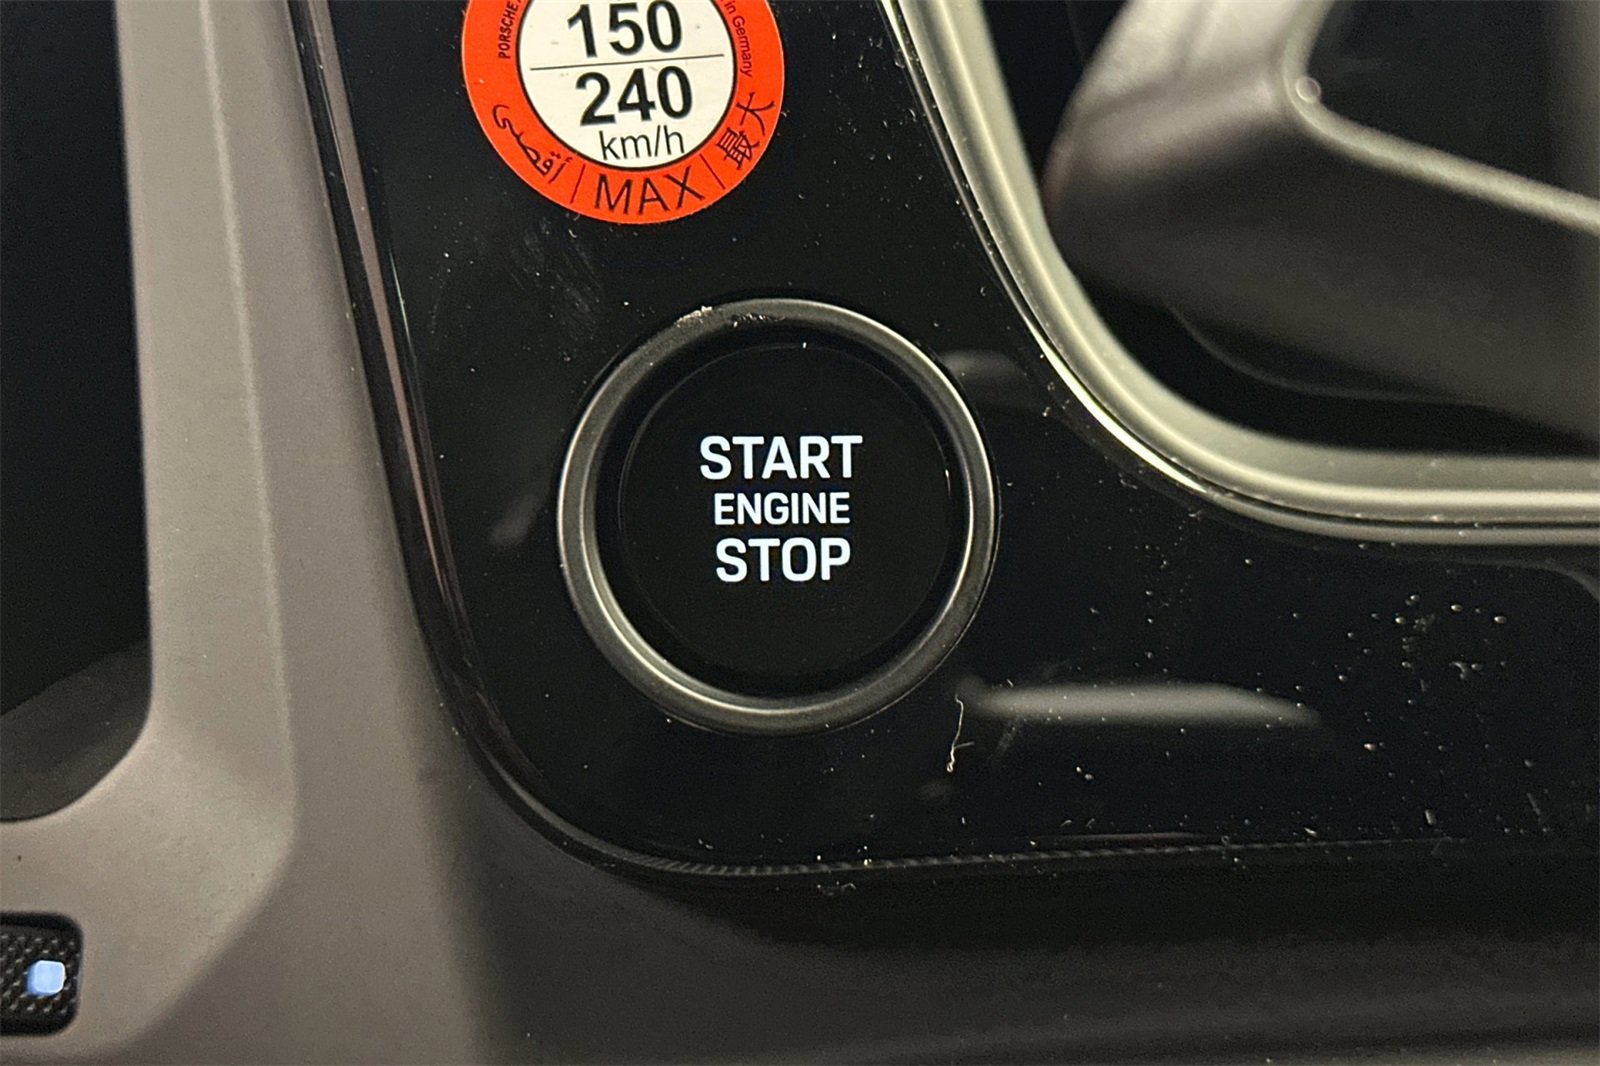 PORSCHE
in Germany
150
240
km/h
أقصى | MAX | 最大
START
ENGINE
STOP